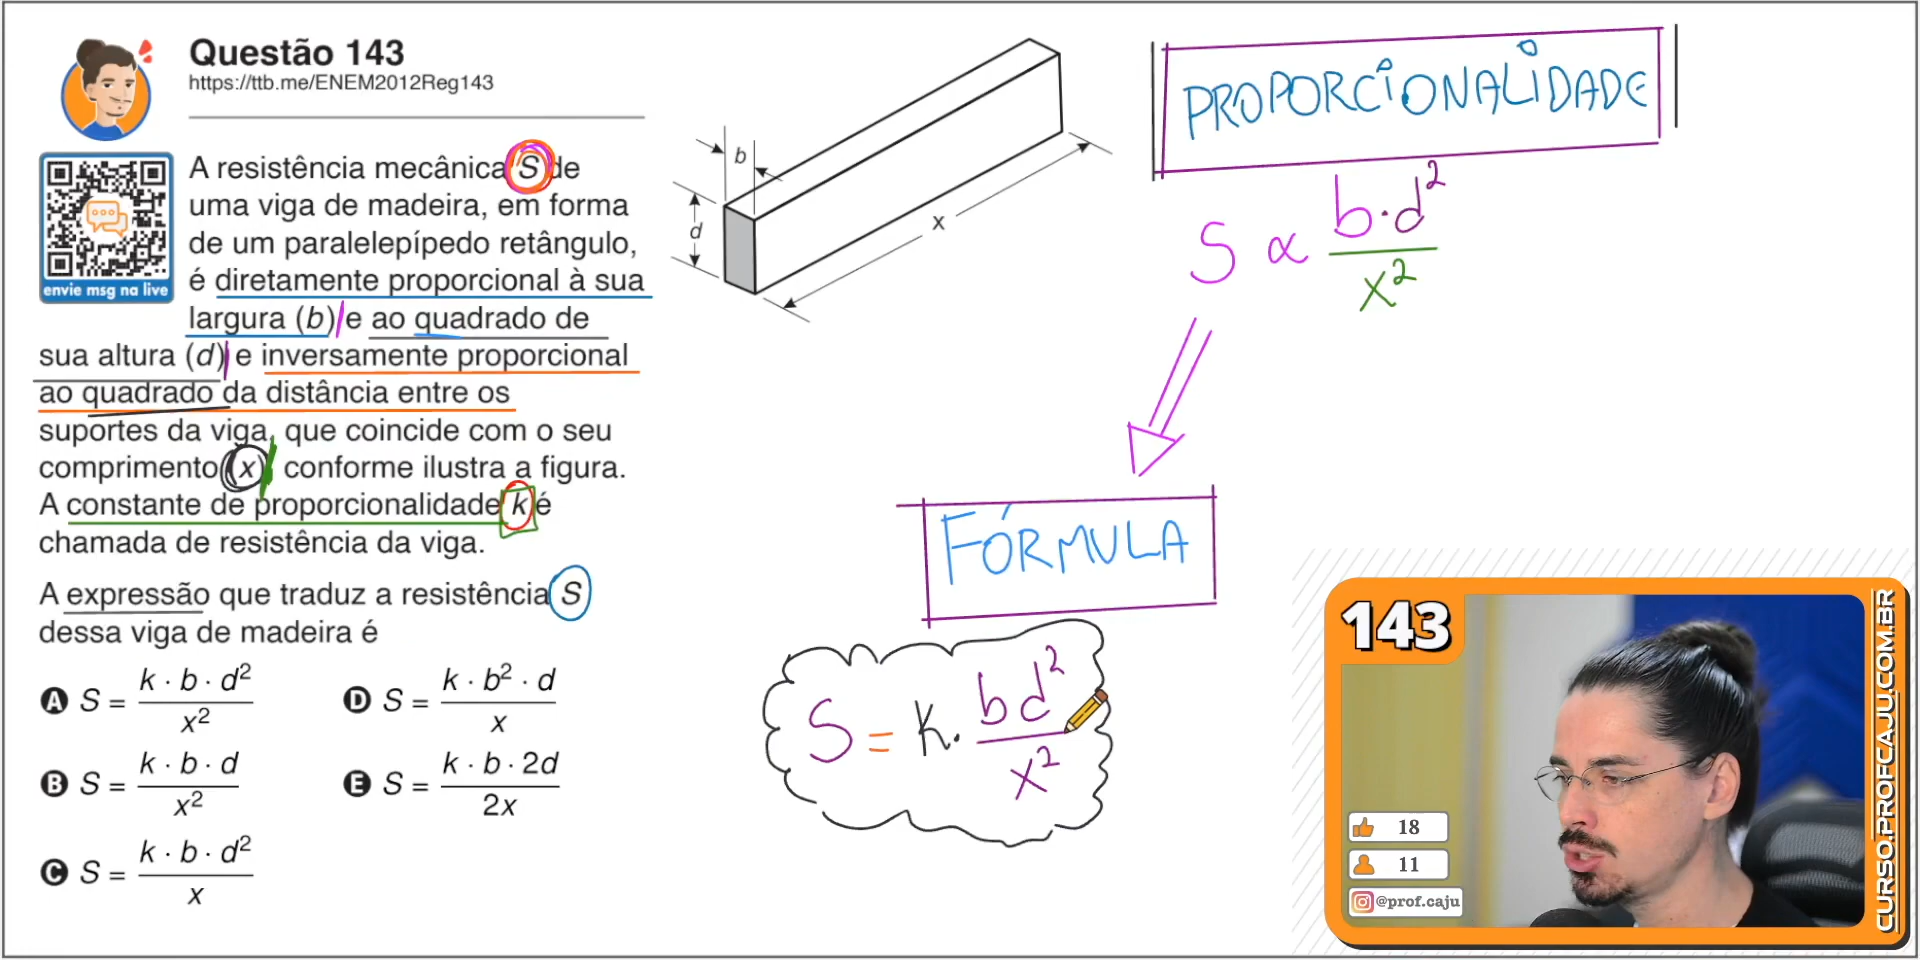 Questão 143
https://ttb.me/ENEM2012Reg143
envie msg na live
A resistência mecânica S de
uma viga de madeira, em forma
de um paralelepípedo retângulo,
é diretamente proporcional à sua
largura (b) e ao quadrado de
sua altura (d) e inversamente proporcional
ao quadrado da distância entre os
suportes da viga, que coincide com o seu
comprimento (x), conforme ilustra a figura.
A constante de proporcionalidade k é
chamada de resistência da viga.
A expressão que traduz a resistência S
dessa viga de madeira é
A S = k · b · d² / x²
B S = k · b · d / x²
C S = k · b · d² / x
D S = k · b² · d / x
E S = k · b · 2d / 2x
b
d
x
PROPORCIONALIDADE
S ∝ b · d² / x²
FÓRMULA
S = k · bd² / x²
143
18
11
@prof.caju
CURSO.PROFCAJU.COM.BR